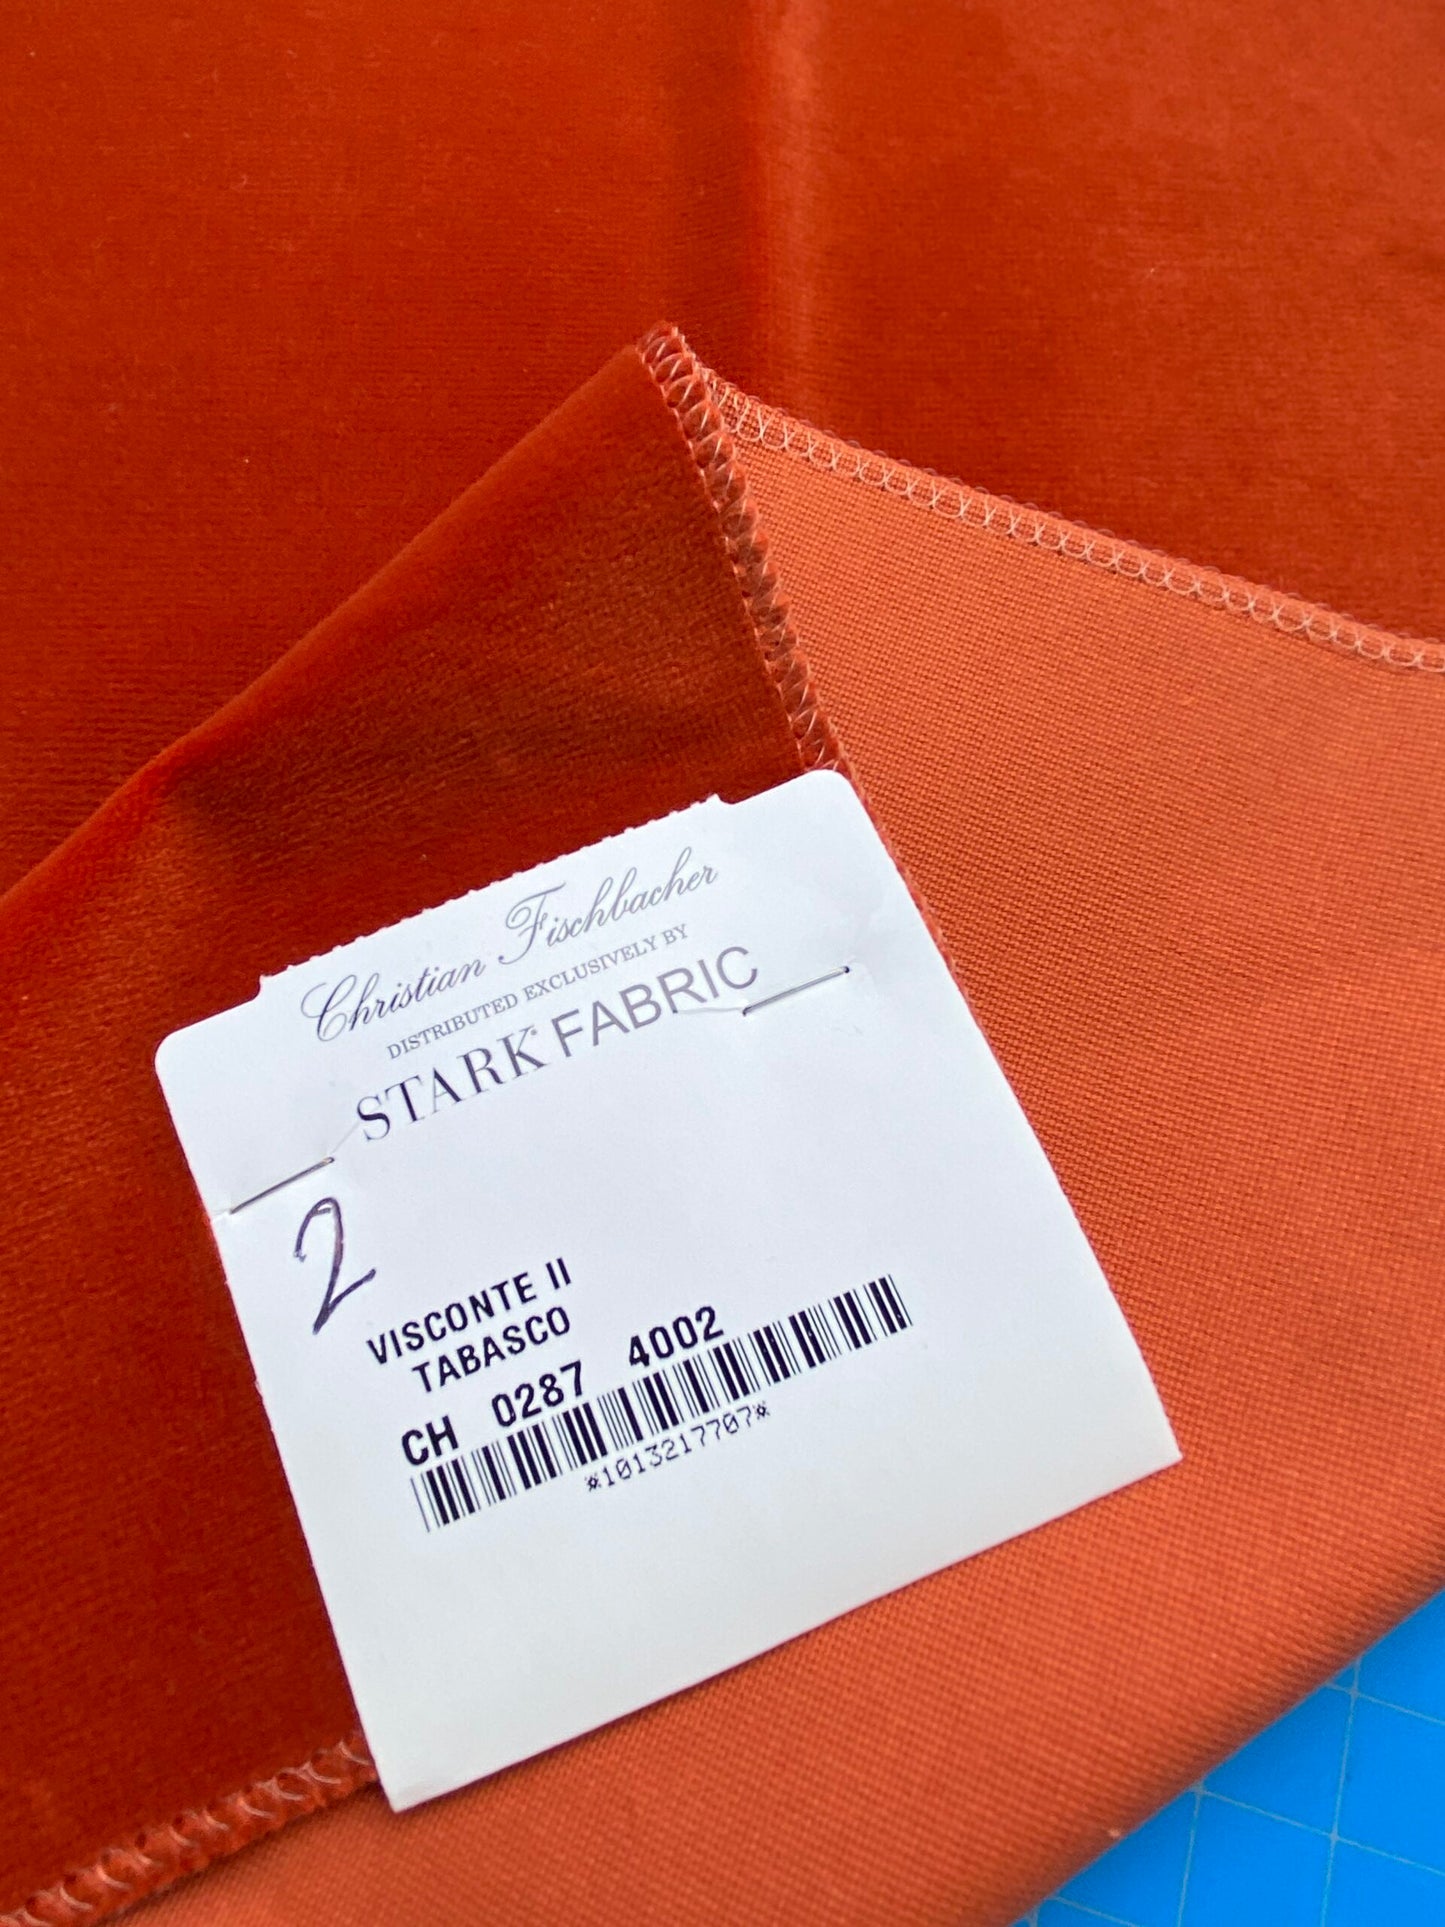 Christian Fischbacher
DISTRIBUTED EXCLUSIVELY BY
STARK FABRIC
2
VISCONTE II
TABASCO
CH 0287 4002
*1013217707*